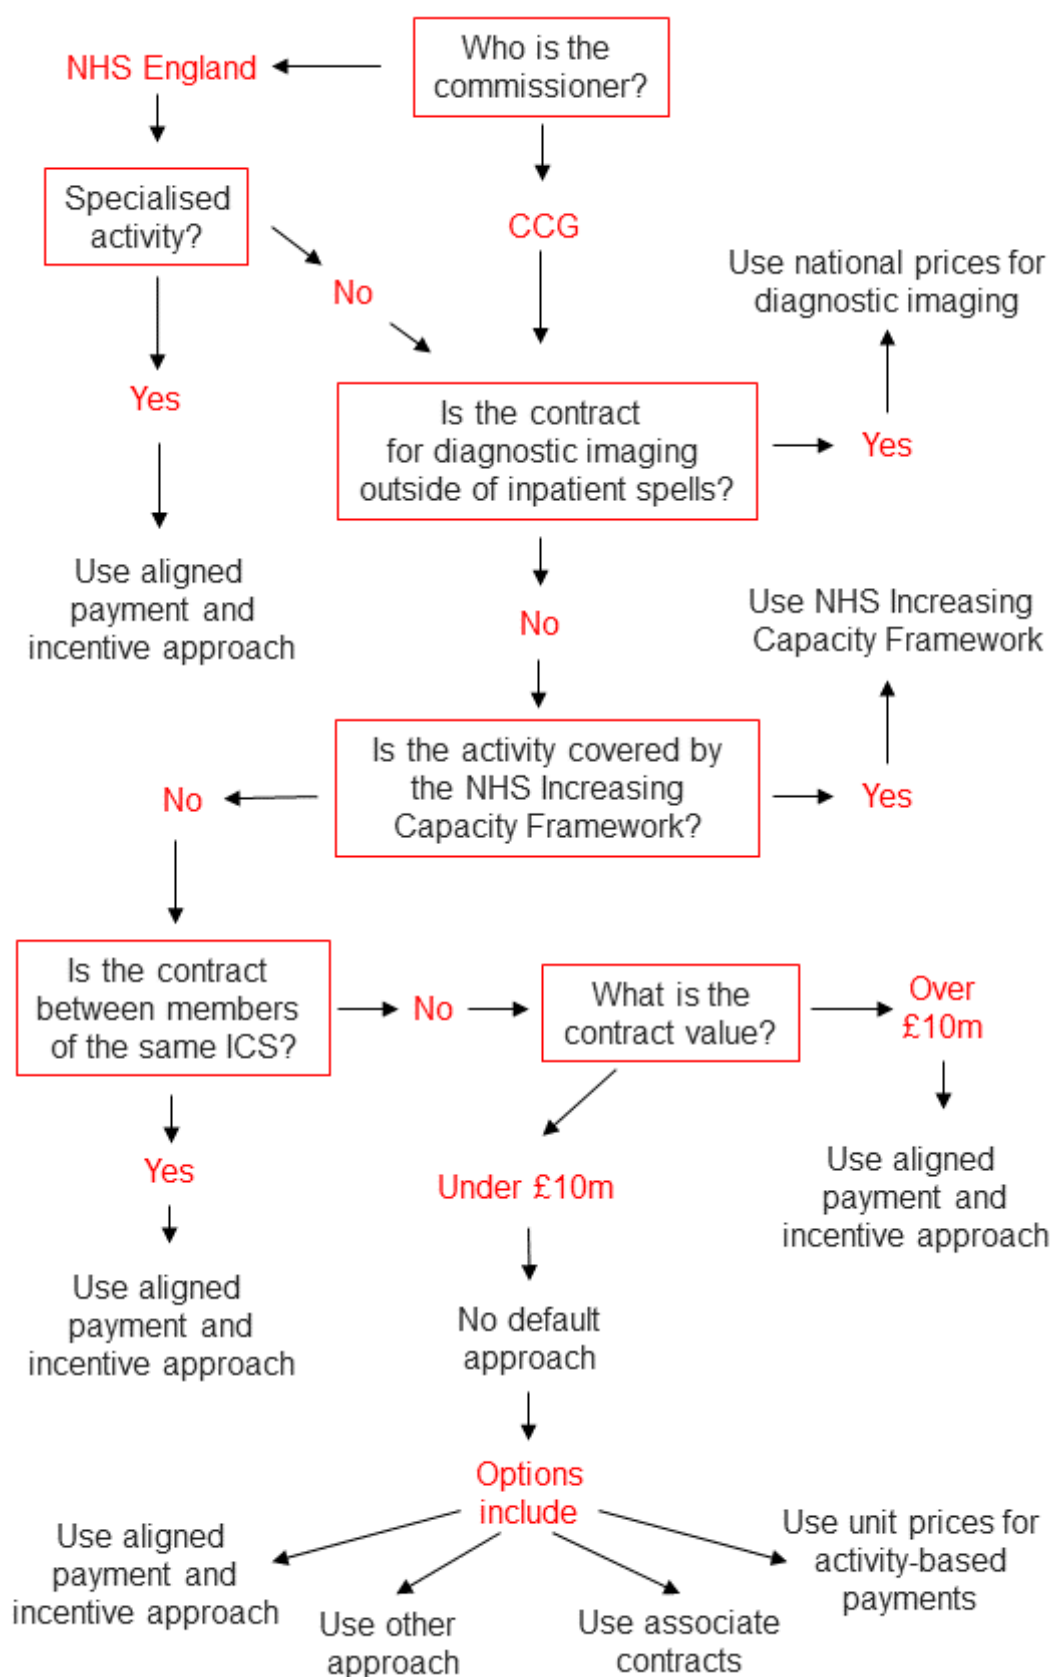 Who is the
commissioner?
NHS England
Specialised
activity?
CCG
No
Use national prices for
diagnostic imaging
Yes
Is the contract
for diagnostic imaging
outside of inpatient spells?
Yes
Use aligned
payment and
incentive approach
No
Use NHS Increasing
Capacity Framework
Is the activity covered by
the NHS Increasing
Capacity Framework?
Yes
No
Is the contract
between members
of the same ICS?
No
What is the
contract value?
Over
£10m
Yes
Under £10m
Use aligned
payment and
incentive approach
Use aligned
payment and
incentive approach
No default
approach
Options
include
Use aligned
payment and
incentive approach
Use other
approach
Use associate
contracts
Use unit prices for
activity-based
payments